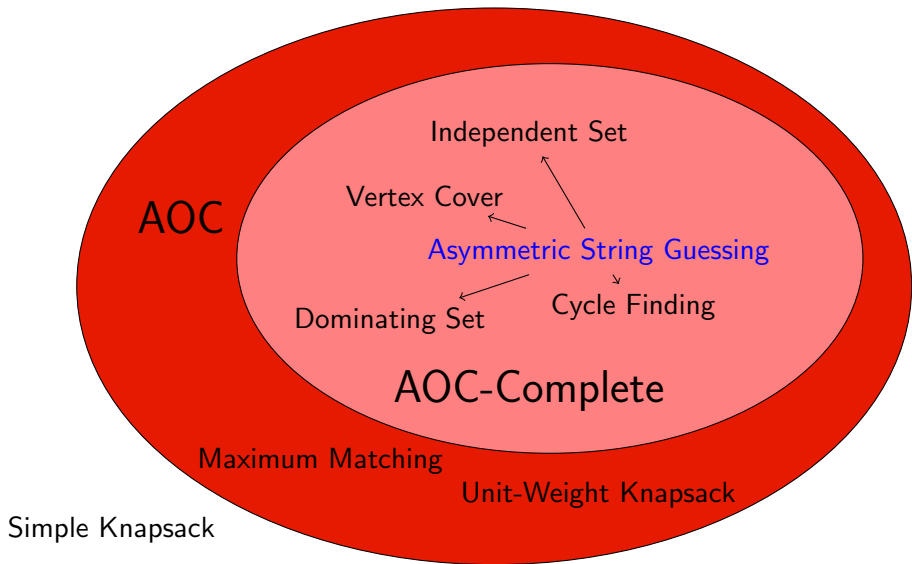 Independent Set
Vertex Cover
AOC
Asymmetric String Guessing
Cycle Finding
Dominating Set
AOC-Complete
Maximum Matching
Unit-Weight Knapsack
Simple Knapsack